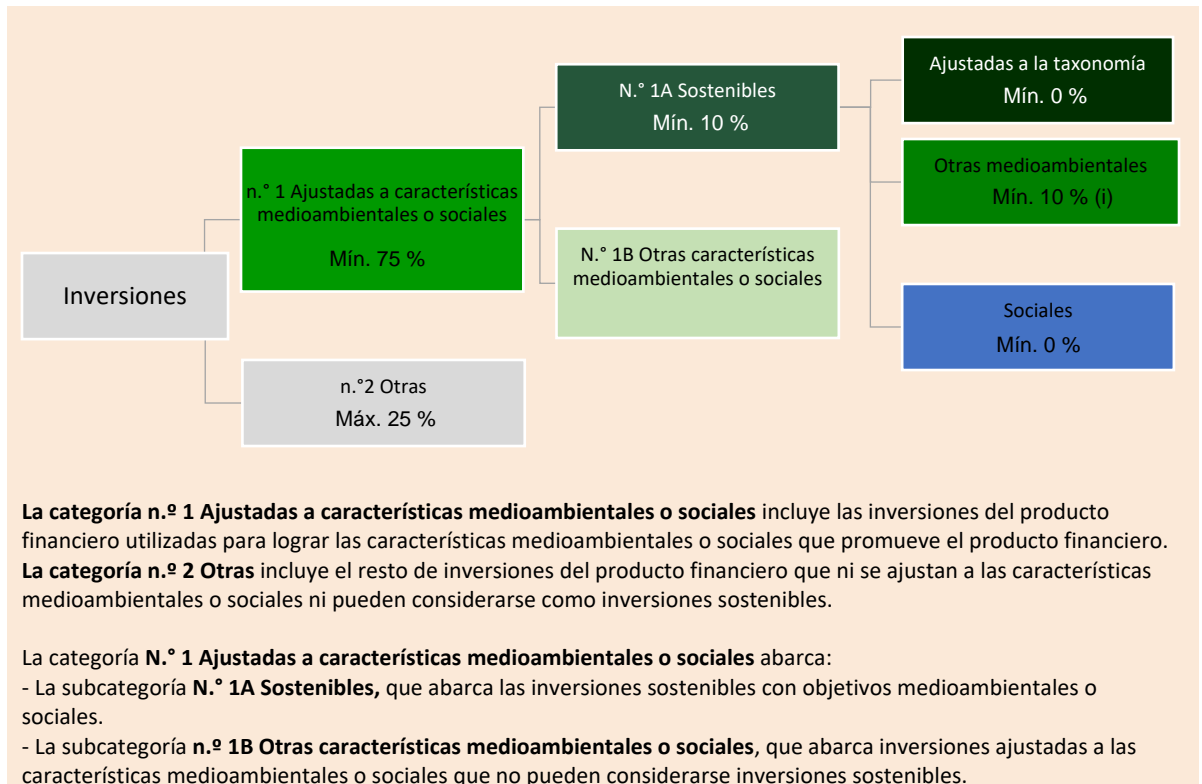 Inversiones
n.° 1 Ajustadas a características
medioambientales o sociales
Mín. 75 %
n.°2 Otras
Máx. 25 %
N.° 1A Sostenibles
Mín. 10 %
N.° 1B Otras características
medioambientales o sociales
Ajustadas a la taxonomía
Mín. 0 %
Otras medioambientales
Mín. 10 % (i)
Sociales
Mín. 0 %
La categoría n.º 1 Ajustadas a características medioambientales o sociales incluye las inversiones del producto
financiero utilizadas para lograr las características medioambientales o sociales que promueve el producto financiero.
La categoría n.º 2 Otras incluye el resto de inversiones del producto financiero que ni se ajustan a las características
medioambientales o sociales ni pueden considerarse como inversiones sostenibles.
La categoría N.° 1 Ajustadas a características medioambientales o sociales abarca:
- La subcategoría N.° 1A Sostenibles, que abarca las inversiones sostenibles con objetivos medioambientales o
sociales.
- La subcategoría n.º 1B Otras características medioambientales o sociales, que abarca inversiones ajustadas a las
características medioambientales o sociales que no pueden considerarse inversiones sostenibles.